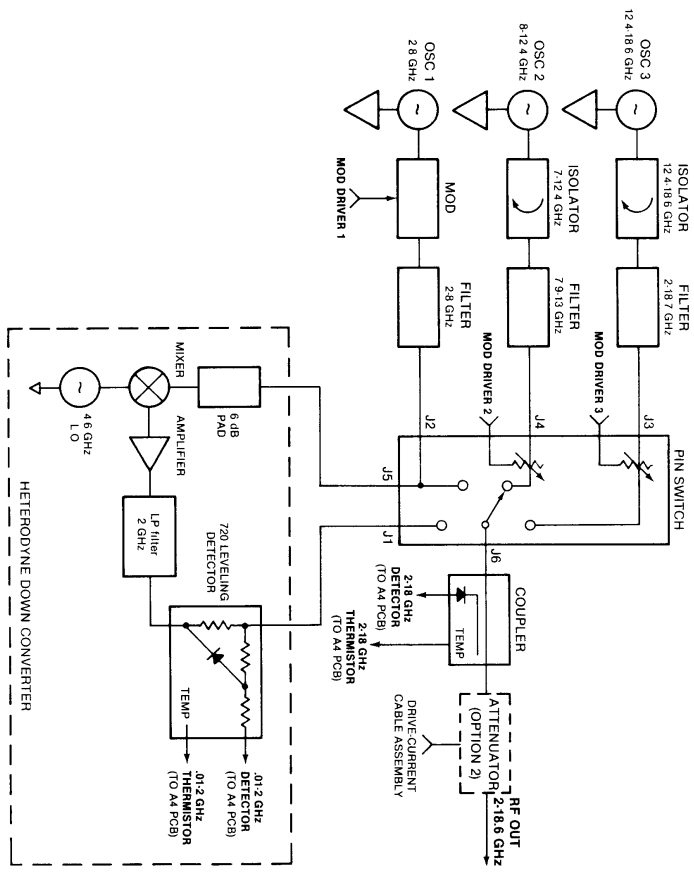 OSC 3
12 4-18 6 GHz
ISOLATOR
12 4-18 6 GHz
FILTER
2-18 7 GHz
OSC 2
8-12 4 GHz
ISOLATOR
7-12 4 GHz
FILTER
7 9-13 GHz
OSC 1
2 8 GHz
MOD
FILTER
2-8 GHz
MOD DRIVER 1
MOD DRIVER 2
MOD DRIVER 3
J3
J4
J2
J5
J1
J6
PIN SWITCH
COUPLER
TEMP
2-18 GHz
DETECTOR
(TO A4 PCB)
2-18 GHz
THERMISTOR
(TO A4 PCB)
ATTENUATOR
(OPTION 2)
DRIVE-CURRENT
CABLE ASSEMBLY
RF OUT
2-18.6 GHz
MIXER
6 dB
PAD
4 6 GHz
L O
AMPLIFIER
LP filter
2 GHz
720 LEVELING
DETECTOR
TEMP
.01-2 GHz
DETECTOR
(TO A4 PCB)
.01-2 GHz
THERMISTOR
(TO A4 PCB)
HETERODYNE DOWN CONVERTER